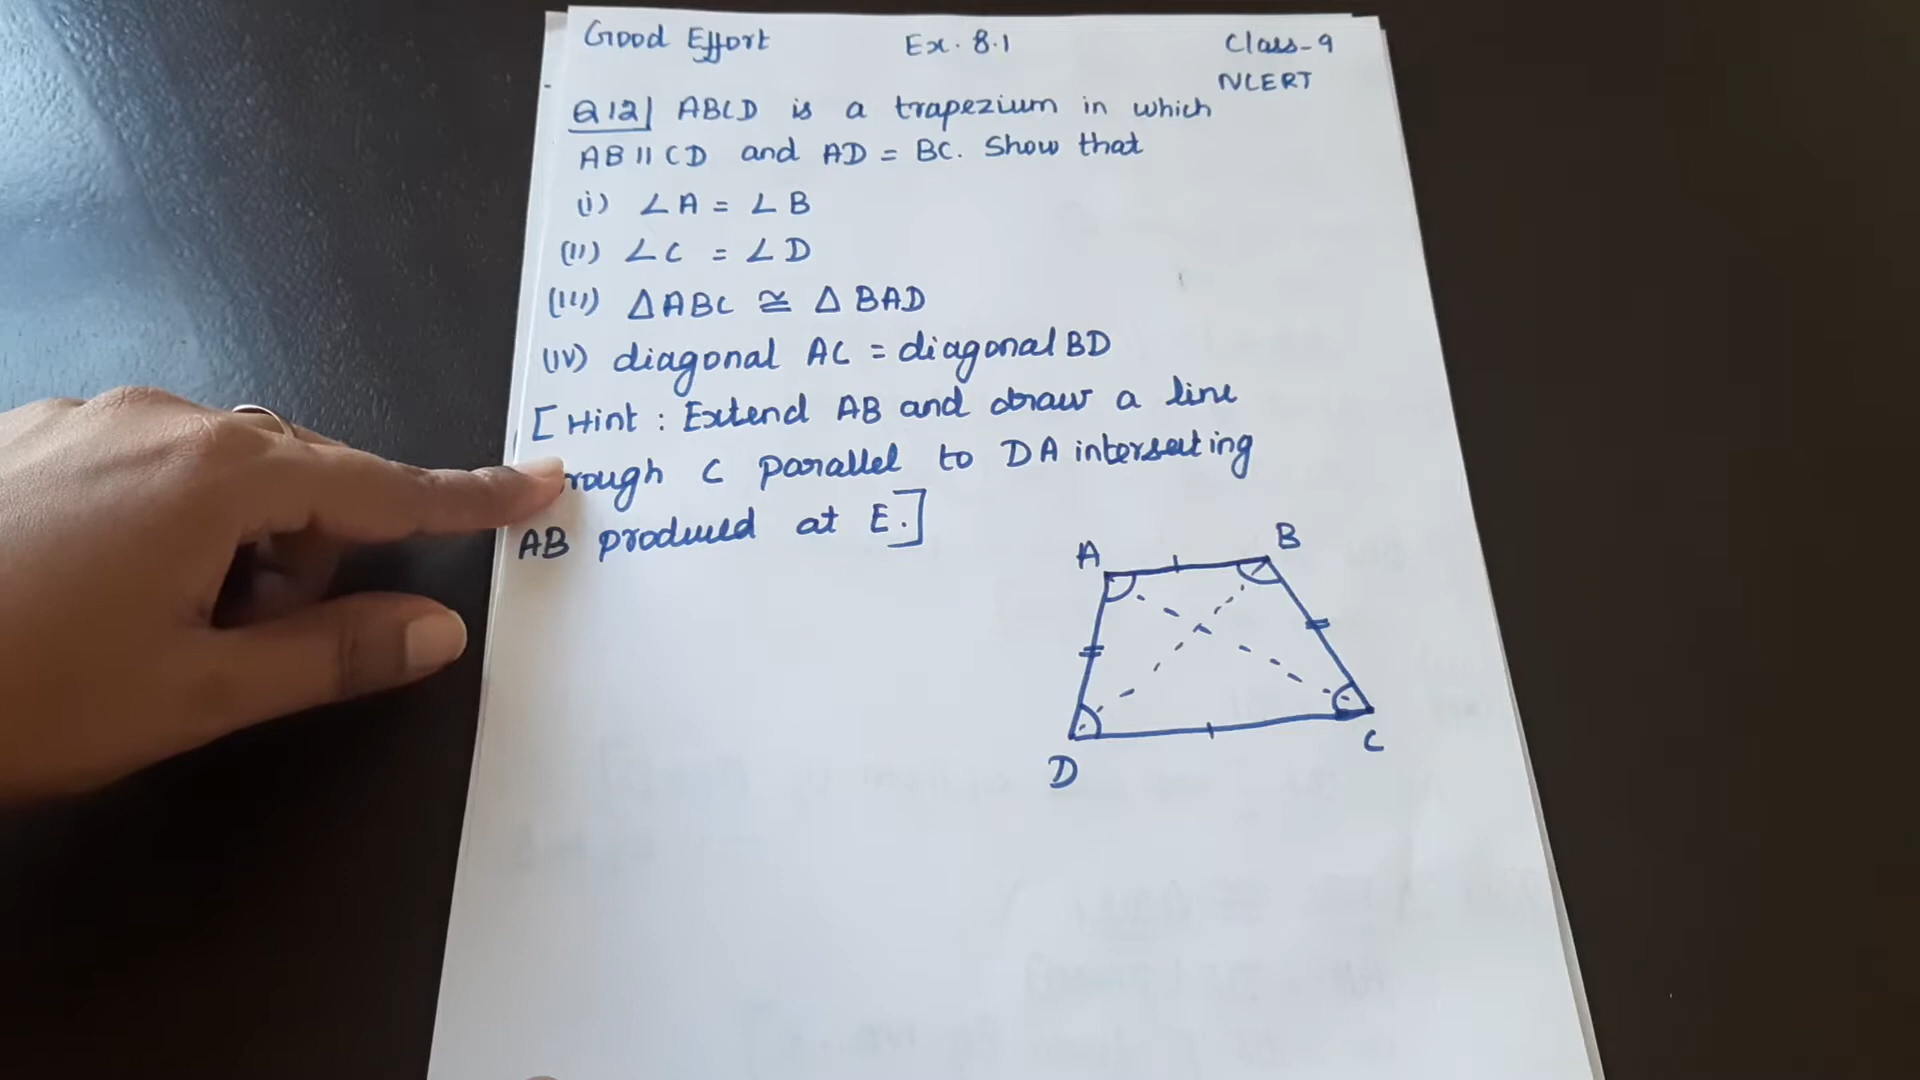 Good Effort Ex. 8.1 Class-9
NCERT
Q12] ABCD is a trapezium in which
AB || CD and AD = BC. Show that
(i) ∠A = ∠B
(ii) ∠C = ∠D
(iii) △ABC ≅ △BAD
(iv) diagonal AC = diagonal BD
[Hint : Extend AB and draw a line
rough C parallel to DA intersecting
AB produced at E.]
A B
D C